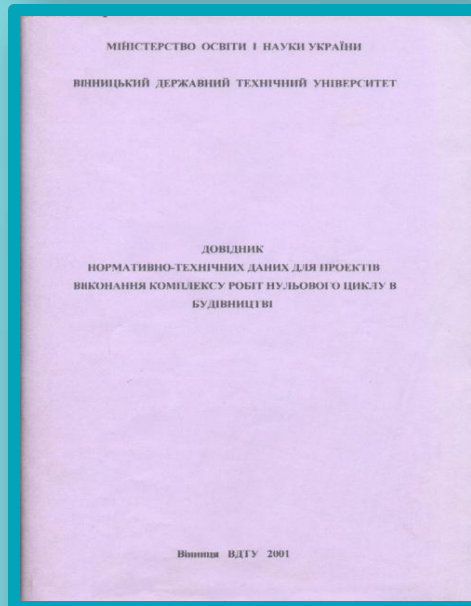 МІНІСТЕРСТВО ОСВІТИ І НАУКИ УКРАЇНИ
ВІННИЦЬКИЙ ДЕРЖАВНИЙ ТЕХНІЧНИЙ УНІВЕРСИТЕТ
ДОВІДНИК
НОРМАТИВНО-ТЕХНІЧНИХ ДАНИХ ДЛЯ ПРОЕКТІВ
ВИКОНАННЯ КОМПЛЕКСУ РОБІТ НУЛЬОВОГО ЦИКЛУ В
БУДІВНИЦТВІ
Вінниця ВДТУ 2001